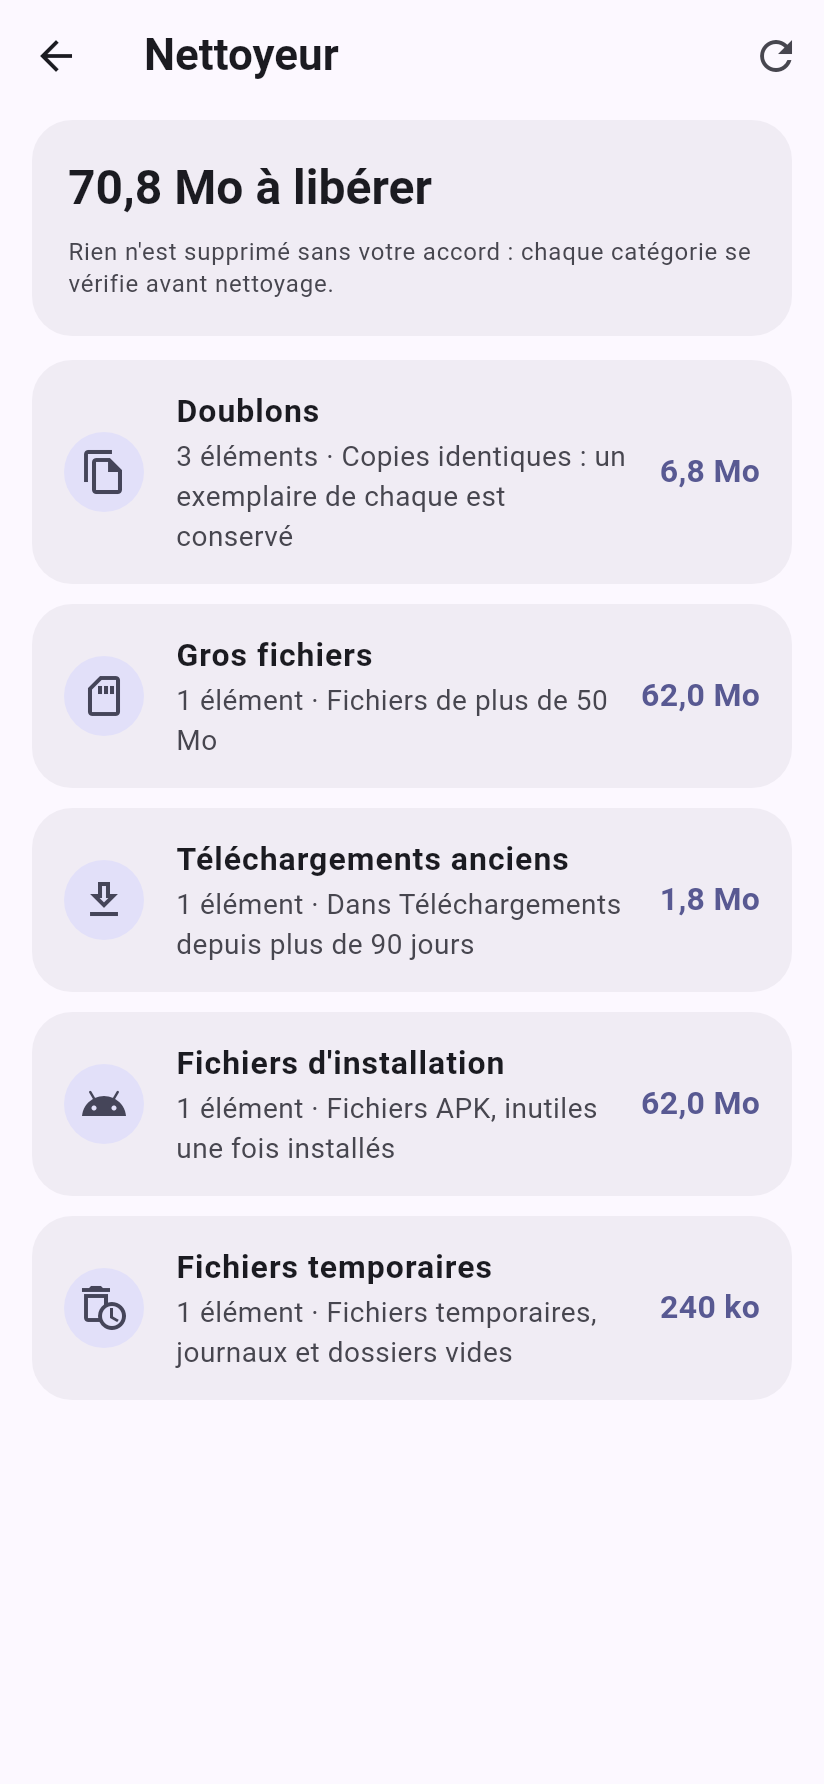 Nettoyeur
70,8 Mo à libérer
Rien n'est supprimé sans votre accord : chaque catégorie se
vérifie avant nettoyage.
Doublons
3 éléments · Copies identiques : un
exemplaire de chaque est
conservé
6,8 Mo
Gros fichiers
1 élément · Fichiers de plus de 50
Mo
62,0 Mo
Téléchargements anciens
1 élément · Dans Téléchargements
depuis plus de 90 jours
1,8 Mo
Fichiers d'installation
1 élément · Fichiers APK, inutiles
une fois installés
62,0 Mo
Fichiers temporaires
1 élément · Fichiers temporaires,
journaux et dossiers vides
240 ko